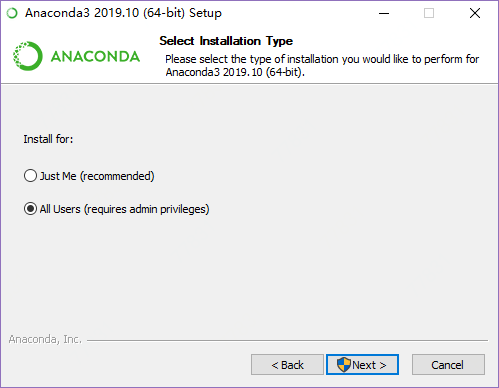 Anaconda3 2019.10 (64-bit) Setup
ANACONDA
Select Installation Type
Please select the type of installation you would like to perform for
Anaconda3 2019.10 (64-bit).
Install for:
Just Me (recommended)
All Users (requires admin privileges)
Anaconda, Inc.
< Back
Next >
Cancel